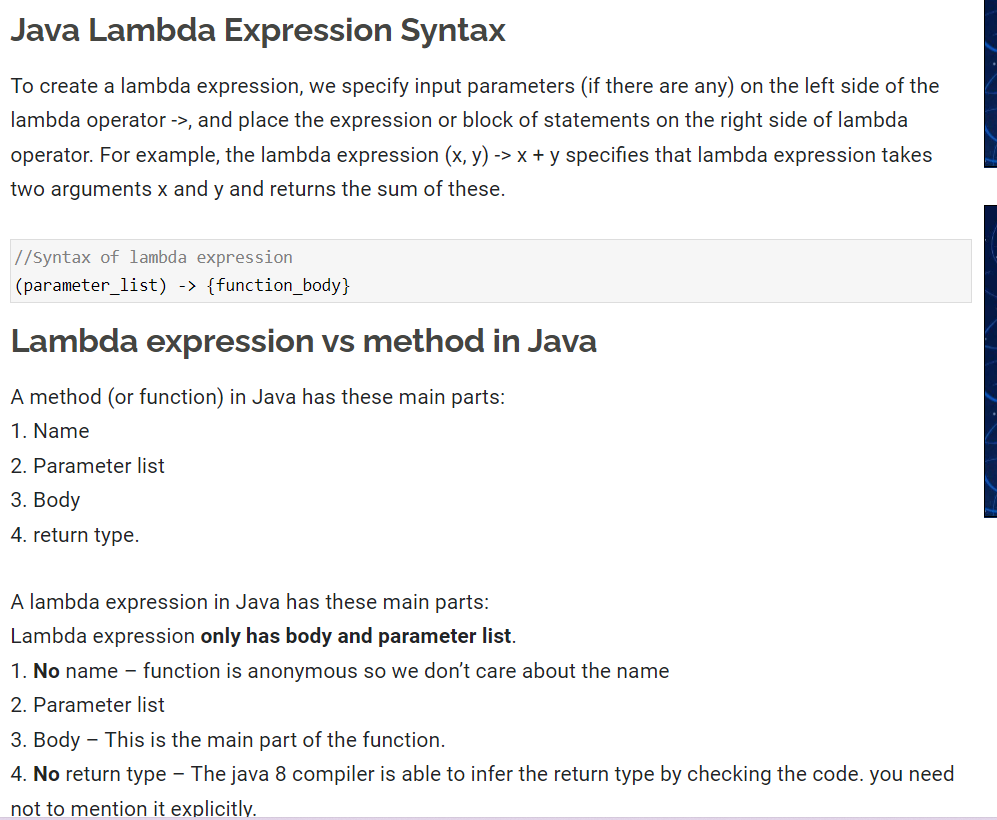 Java Lambda Expression Syntax
To create a lambda expression, we specify input parameters (if there are any) on the left side of the
lambda operator ->, and place the expression or block of statements on the right side of lambda
operator. For example, the lambda expression (x, y) -> x + y specifies that lambda expression takes
two arguments x and y and returns the sum of these.
//Syntax of lambda expression
(parameter_list) -> {function_body}
Lambda expression vs method in Java
A method (or function) in Java has these main parts:
1. Name
2. Parameter list
3. Body
4. return type.
A lambda expression in Java has these main parts:
Lambda expression only has body and parameter list.
1. No name – function is anonymous so we don’t care about the name
2. Parameter list
3. Body – This is the main part of the function.
4. No return type – The java 8 compiler is able to infer the return type by checking the code. you need
not to mention it explicitly.